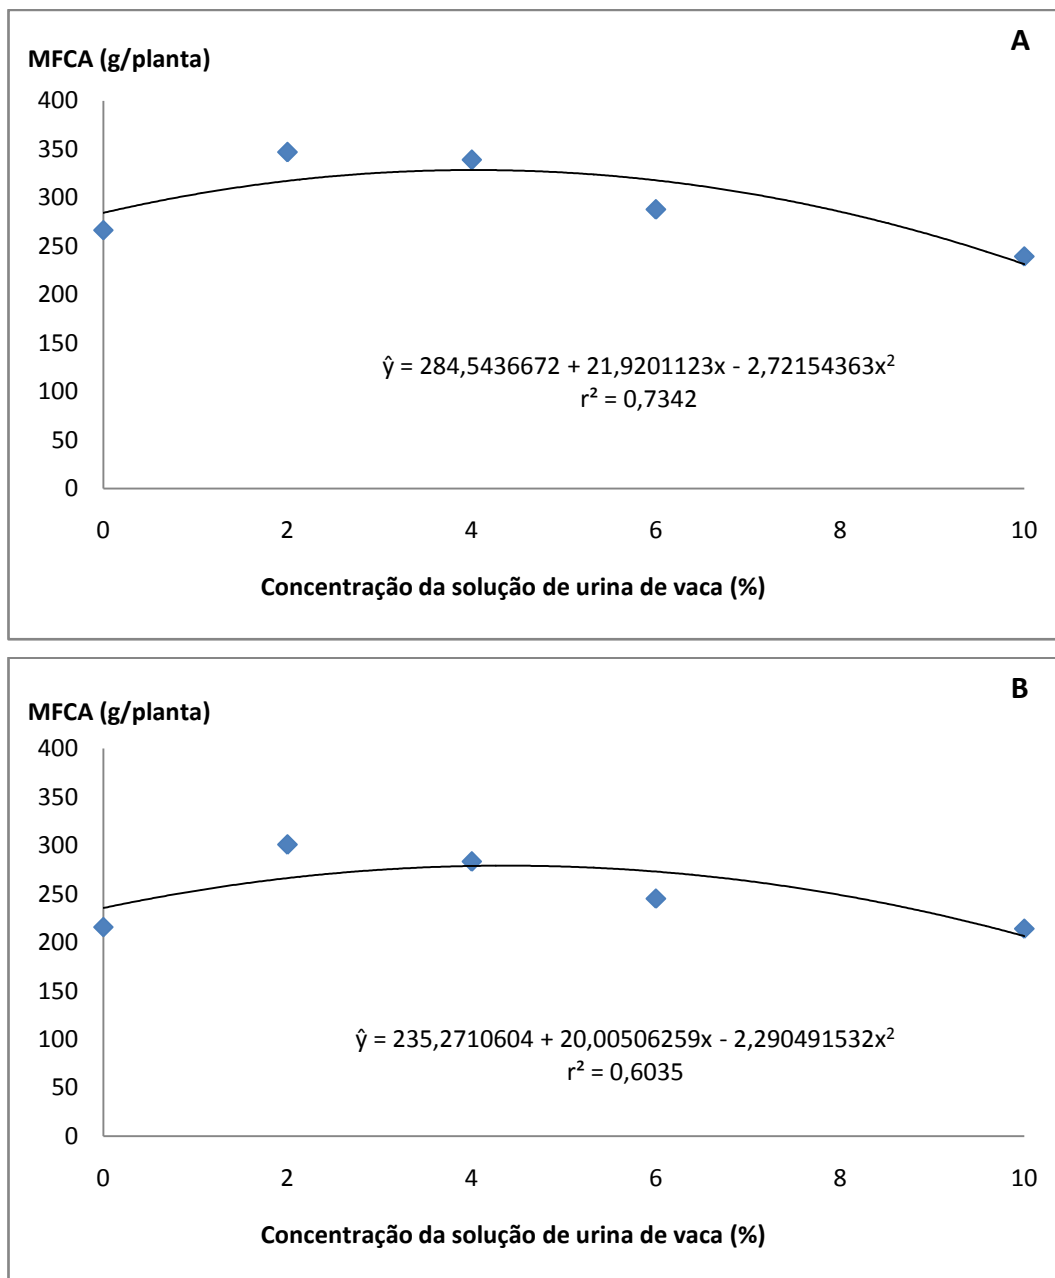 A
MFCA (g/planta)
400
350
300
250
200
150
100
50
0
ŷ = 284,5436672 + 21,9201123x - 2,72154363x²
r² = 0,7342
0 2 4 6 8 10
Concentração da solução de urina de vaca (%)
B
MFCA (g/planta)
400
350
300
250
200
150
100
50
0
ŷ = 235,2710604 + 20,00506259x - 2,290491532x²
r² = 0,6035
0 2 4 6 8 10
Concentração da solução de urina de vaca (%)